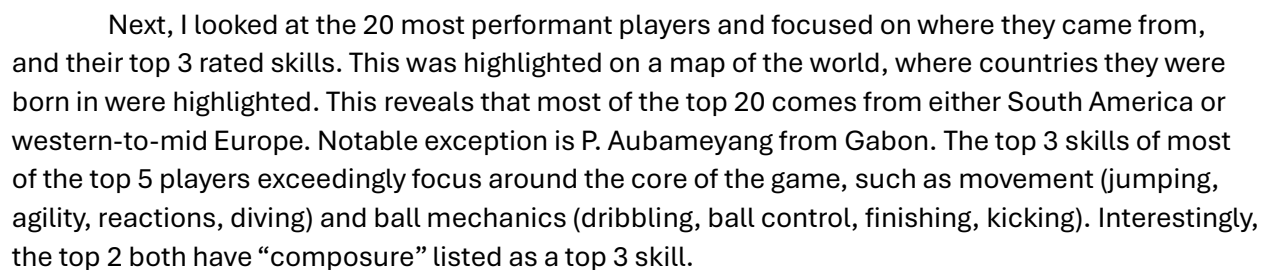 Next, I looked at the 20 most performant players and focused on where they came from,
and their top 3 rated skills. This was highlighted on a map of the world, where countries they were
born in were highlighted. This reveals that most of the top 20 comes from either South America or
western-to-mid Europe. Notable exception is P. Aubameyang from Gabon. The top 3 skills of most
of the top 5 players exceedingly focus around the core of the game, such as movement (jumping,
agility, reactions, diving) and ball mechanics (dribbling, ball control, finishing, kicking). Interestingly,
the top 2 both have “composure” listed as a top 3 skill.